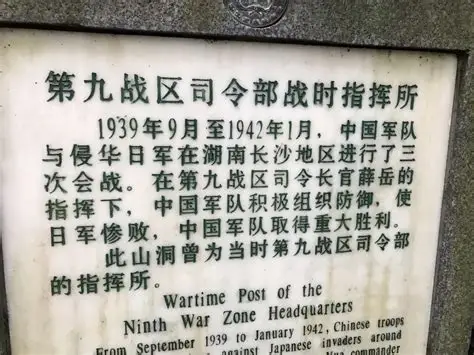 第九战区司令部战时指挥所
1939年9月至1942年1月，中国军队
与侵华日军在湖南长沙地区进行了三
次会战。在第九战区司令长官薛岳的
指挥下，中国军队积极组织防御，使
日军惨败，中国军队取得重大胜利。
此山洞曾为当时第九战区司令部
的指挥所。
Wartime Post of the
Ninth War Zone Headquarters
From September 1939 to January 1942, Chinese troops
against Japanese invaders around
commander